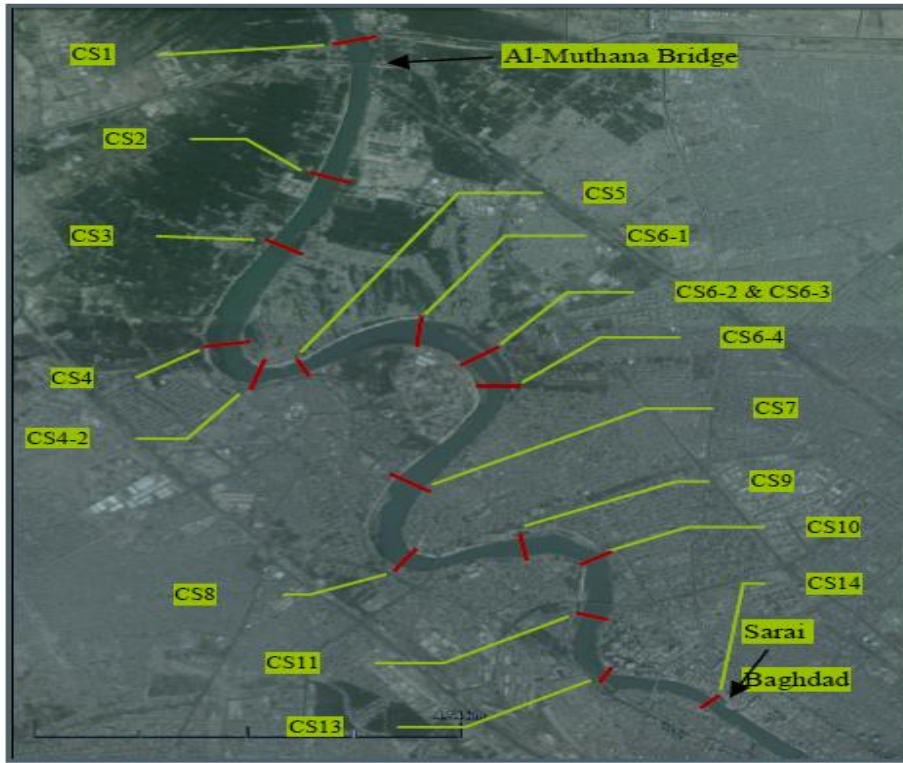 CS1
Al-Muthana Bridge
CS2
CS5
CS3
CS6-1
CS6-2 & CS6-3
CS6-4
CS4
CS7
CS4-2
CS9
CS10
CS14
CS8
Sarai
CS11
Baghdad
CS13